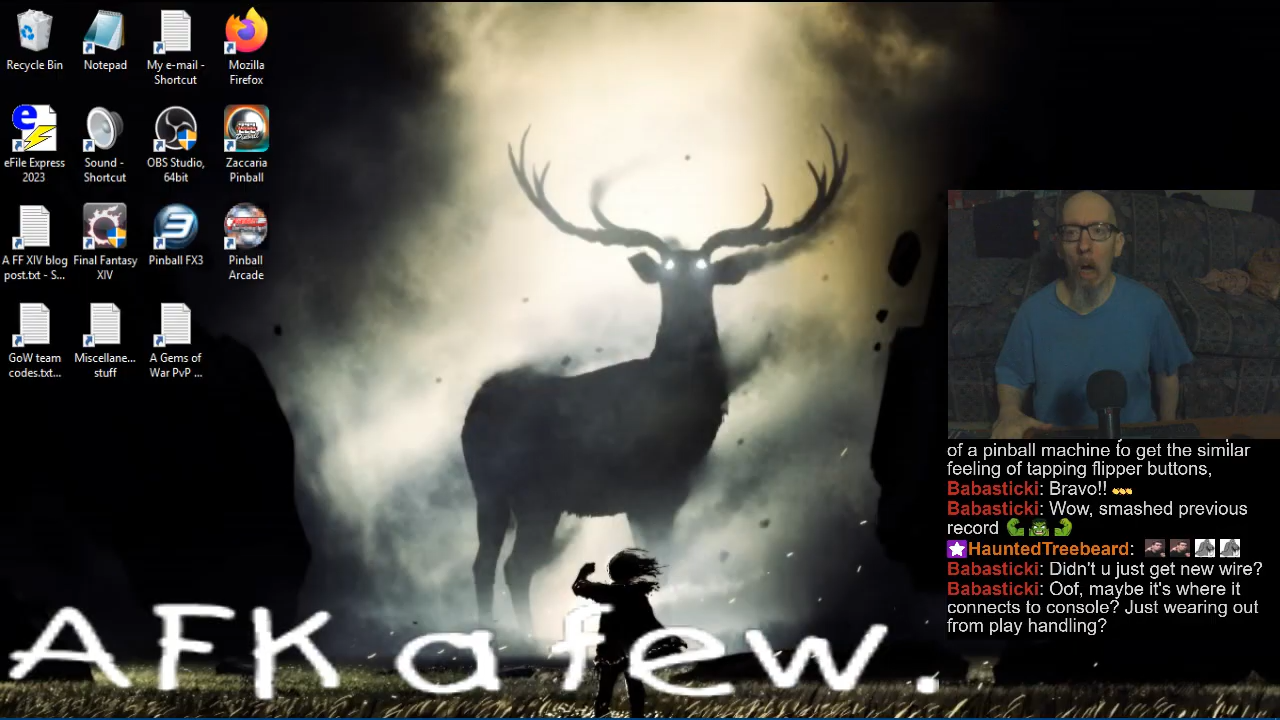 Recycle Bin
Notepad
My e-mail -
Shortcut
Mozilla
Firefox
eFile Express
2023
Sound -
Shortcut
OBS Studio,
64bit
Zaccaria
Pinball
A FF XIV blog
post.txt - S...
Final Fantasy
XIV
Pinball FX3
Pinball
Arcade
GoW team
codes.txt...
Miscellane...
stuff
A Gems of
War PvP ...
of a pinball machine to get the similar
feeling of tapping flipper buttons,
Babasticki: Bravo!!
Babasticki: Wow, smashed previous
record
HauntedTreebeard:
Babasticki: Didn't u just get new wire?
Babasticki: Oof, maybe it's where it
connects to console? Just wearing out
from play handling?
AFK a few.